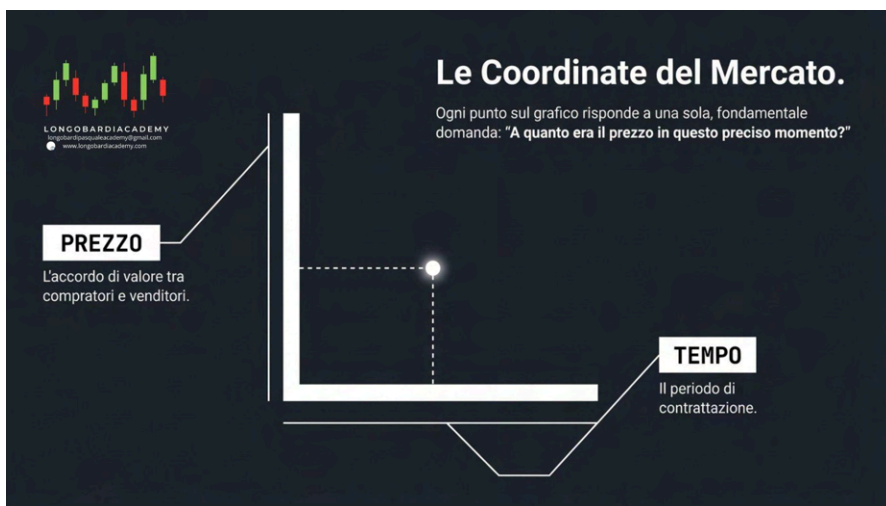 LONGOBARDIACADEMY
longobardipasqualeacademy@gmail.com
www.longobardiacademy.com
Le Coordinate del Mercato.
Ogni punto sul grafico risponde a una sola, fondamentale
domanda: "A quanto era il prezzo in questo preciso momento?"
PREZZO
L'accordo di valore tra
compratori e venditori.
TEMPO
Il periodo di
contrattazione.